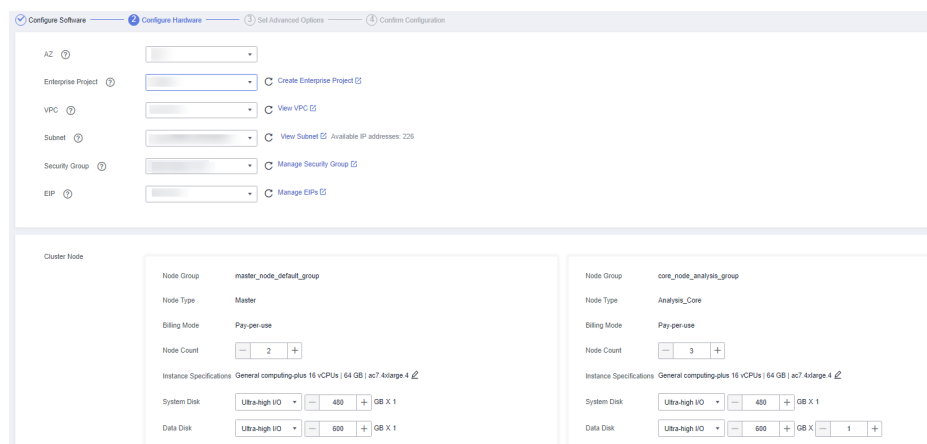 Configure Software 2 Configure Hardware 3 Set Advanced Options 4 Confirm Configuration
AZ ?
Enterprise Project ? Create Enterprise Project
VPC ? View VPC
Subnet ? View Subnet Available IP addresses: 226
Security Group ? Manage Security Group
EIP ? Manage EIPs
Cluster Node
Node Group master_node_default_group
Node Type Master
Billing Mode Pay-per-use
Node Count — 2 +
Instance Specifications General computing-plus 16 vCPUs | 64 GB | ac7.4xlarge.4
System Disk Ultra-high I/O — 480 + GB X 1
Data Disk Ultra-high I/O — 600 + GB X 1
Node Group core_node_analysis_group
Node Type Analysis_Core
Billing Mode Pay-per-use
Node Count — 3 +
Instance Specifications General computing-plus 16 vCPUs | 64 GB | ac7.4xlarge.4
System Disk Ultra-high I/O — 480 + GB X 1
Data Disk Ultra-high I/O — 600 + GB X — 1 +